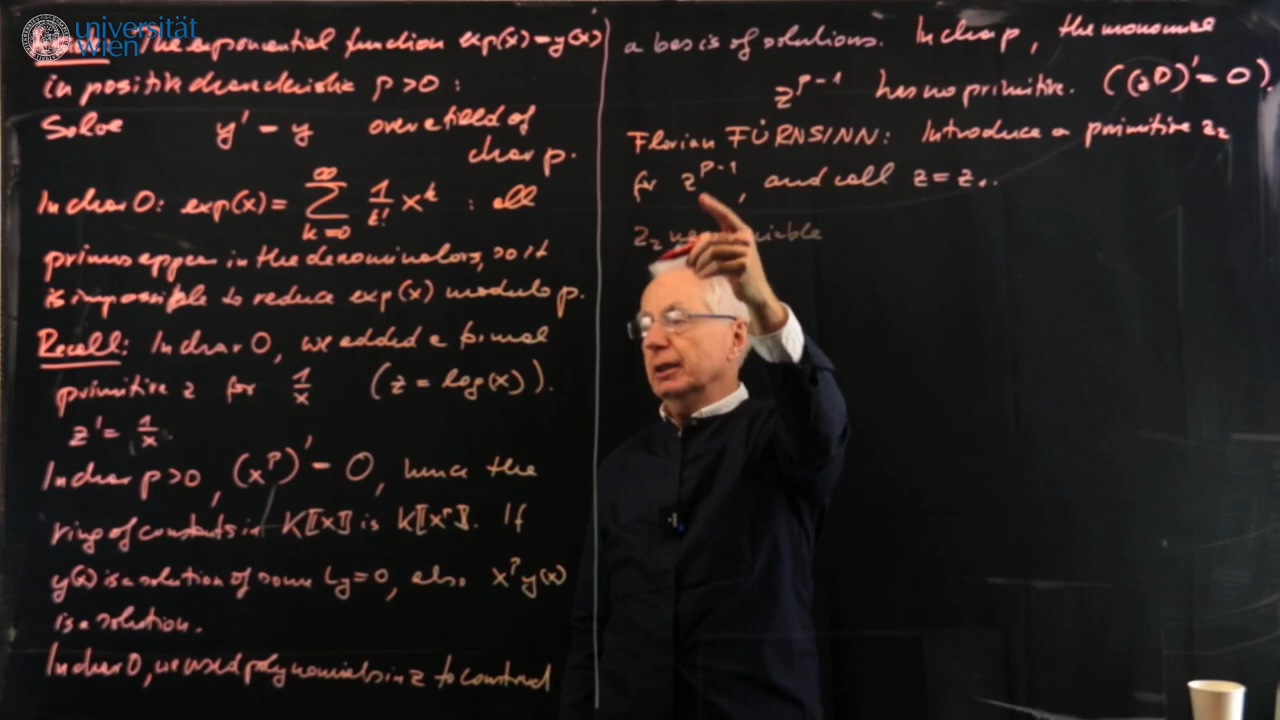 universität
wien
"The exponential function exp(x) = y(x)
in positive characteristic p > 0 :
Solve y' = y over a field of
char p.
In char 0: exp(x) = ∑_{k=0}^{∞} 1/k! x^k : all
primes appear in the denominators, so it
is impossible to reduce exp(x) modulo p.
Recall: In char 0, we added a formal
primitive z for 1/x (z = log(x)).
z' = 1/x.
In char p>0, (x^p)' = 0, hence the
ring of constants in K[[x]] is K[[x^p]]. If
y(x) is a solution of some Ly=0, also x^p y(x)
is a solution.
In char 0, we used polynomials in z to construct
a basis of solutions. In char p, the monomial
z^{p-1} has no primitive. ((z^p)' = 0).
Florian FÜRNSINN: Introduce a primitive z₂
for z^{p-1}, and call z = z₁.
z₂ new variable